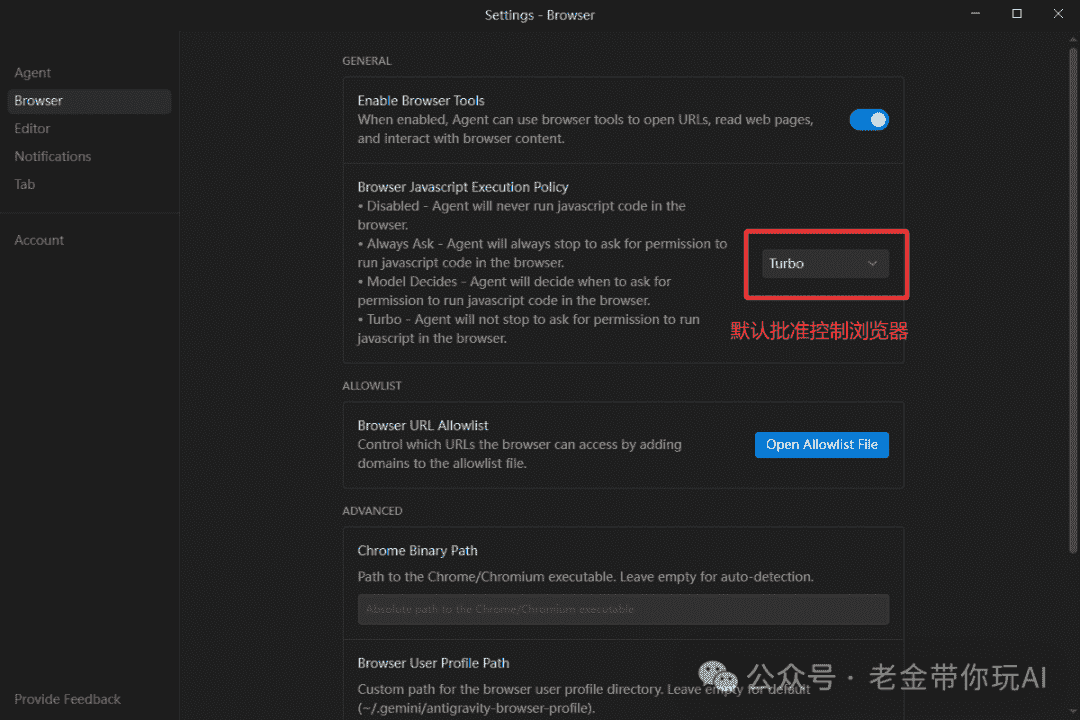 Settings - Browser
Agent
Browser
Editor
Notifications
Tab
Account
Provide Feedback
GENERAL
Enable Browser Tools
When enabled, Agent can use browser tools to open URLs, read web pages,
and interact with browser content.
Browser Javascript Execution Policy
• Disabled - Agent will never run javascript code in the
browser.
• Always Ask - Agent will always stop to ask for permission to
run javascript code in the browser.
• Model Decides - Agent will decide when to ask for
permission to run javascript code in the browser.
• Turbo - Agent will not stop to ask for permission to run
javascript in the browser.
Turbo
默认批准控制浏览器
ALLOWLIST
Browser URL Allowlist
Control which URLs the browser can access by adding
domains to the allowlist file.
Open Allowlist File
ADVANCED
Chrome Binary Path
Path to the Chrome/Chromium executable. Leave empty for auto-detection.
Absolute path to the Chrome/Chromium executable
Browser User Profile Path
Custom path for the browser user profile directory. Leave empty for default
(~/.gemini/antigravity-browser-profile).
公众号 · 老金带你玩AI